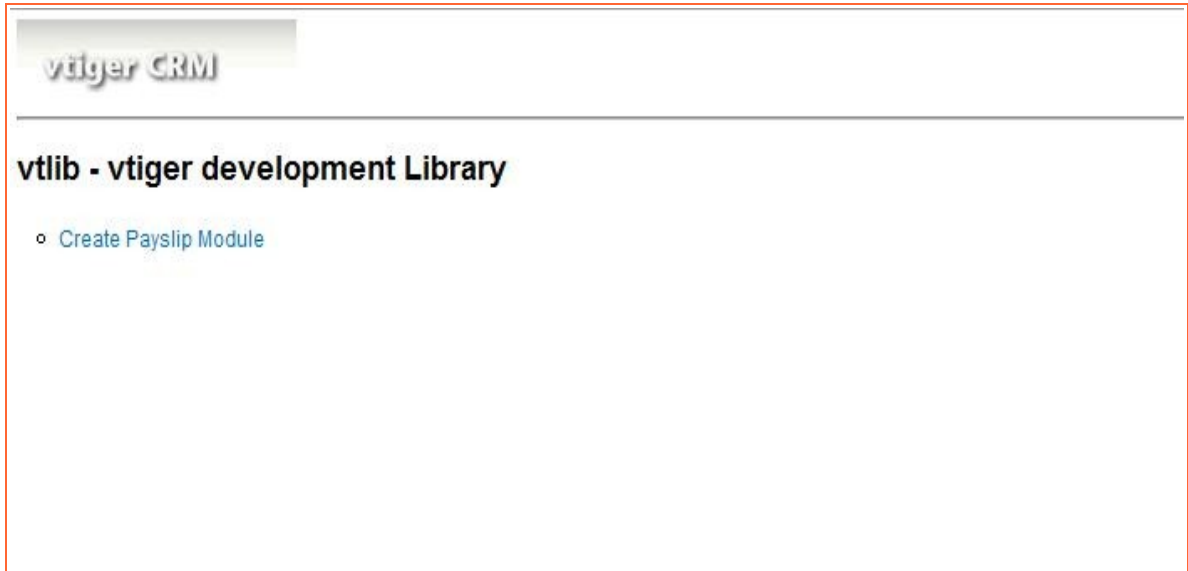 vtiger CRM
vtlib - vtiger development Library
Create Payslip Module